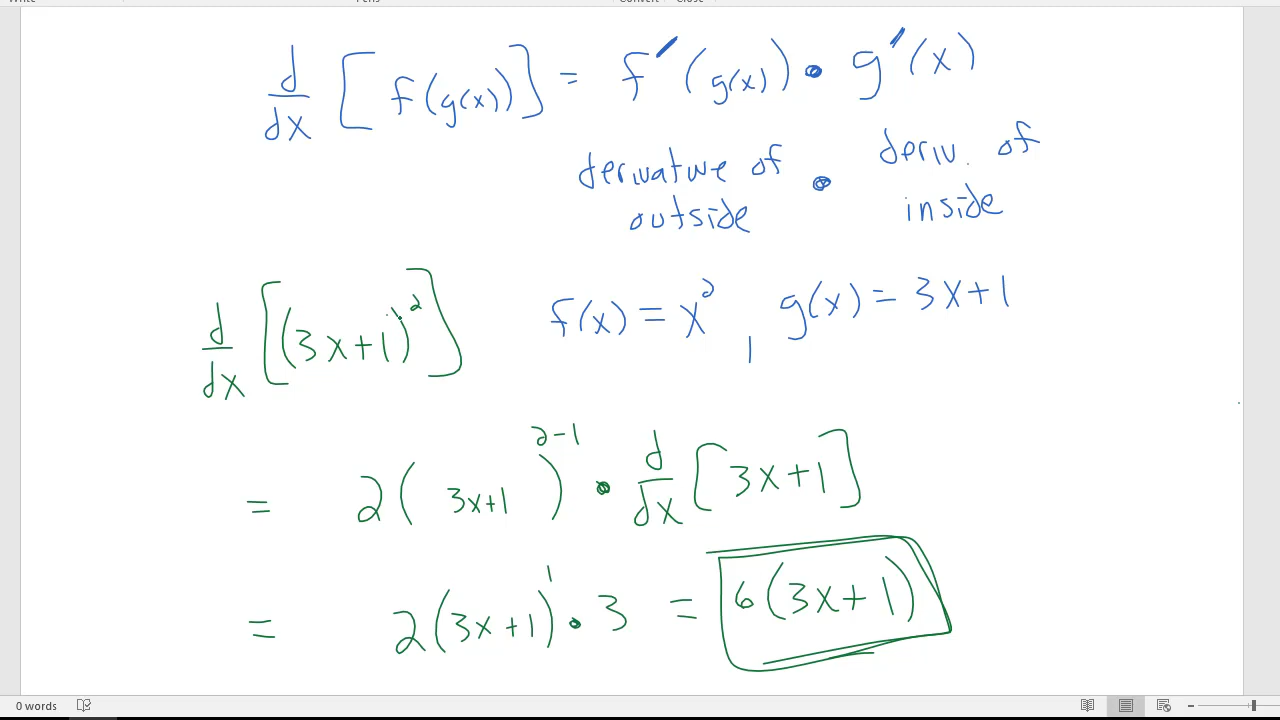 d/dx [f(g(x))] = f′(g(x)) • g′(x)
derivative of outside • deriv. of inside
d/dx [(3x+1)²] f(x) = x², g(x) = 3x+1
= 2(3x+1)²⁻¹ • d/dx [3x+1]
= 2(3x+1)¹ • 3 = 6(3x+1)
0 words